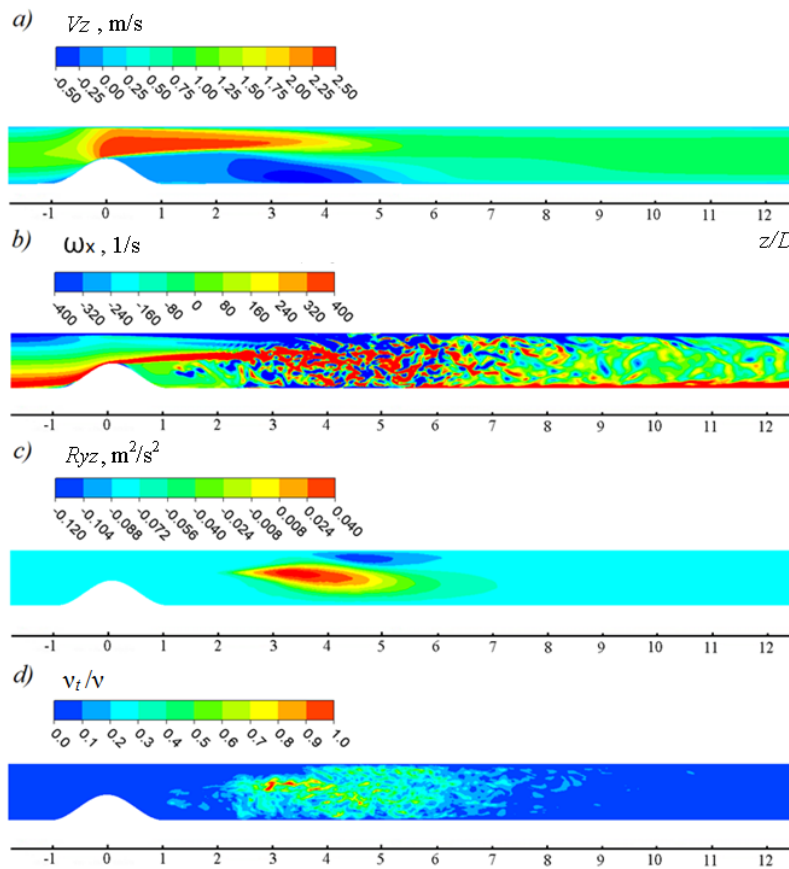 a) Vz , m/s
-0.50 -0.25 0.00 0.25 0.50 0.75 1.00 1.25 1.50 1.75 2.00 2.25 2.50
-1 0 1 2 3 4 5 6 7 8 9 10 11 12
b) ωx , 1/s z/D
-400 -320 -240 -160 -80 0 80 160 240 320 400
-1 0 1 2 3 4 5 6 7 8 9 10 11 12
c) Ryz , m²/s²
-0.120 -0.104 -0.088 -0.072 -0.056 -0.040 -0.024 -0.008 0.008 0.024 0.040
-1 0 1 2 3 4 5 6 7 8 9 10 11 12
d) νt/ν
0.0 0.1 0.2 0.3 0.4 0.5 0.6 0.7 0.8 0.9 1.0
-1 0 1 2 3 4 5 6 7 8 9 10 11 12